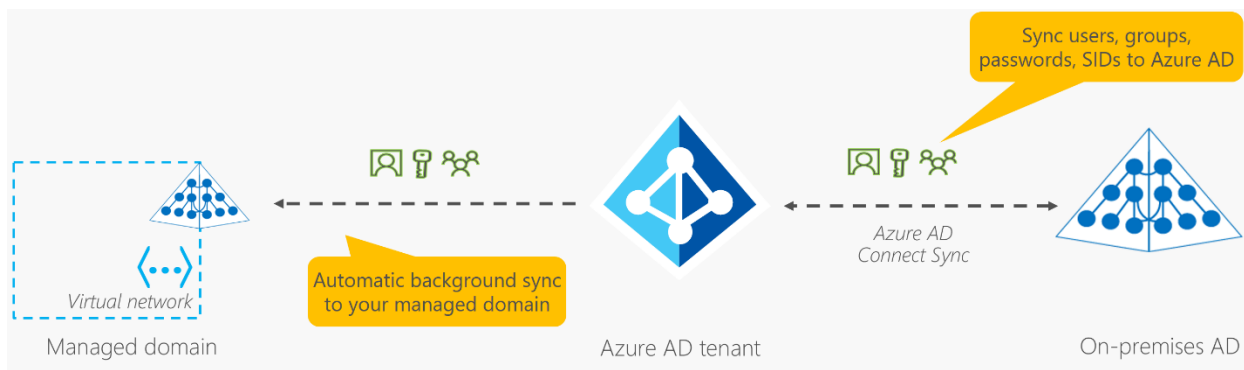 Sync users, groups,
passwords, SIDs to Azure AD
Azure AD
Connect Sync
Automatic background sync
to your managed domain
Virtual network
Managed domain
Azure AD tenant
On-premises AD